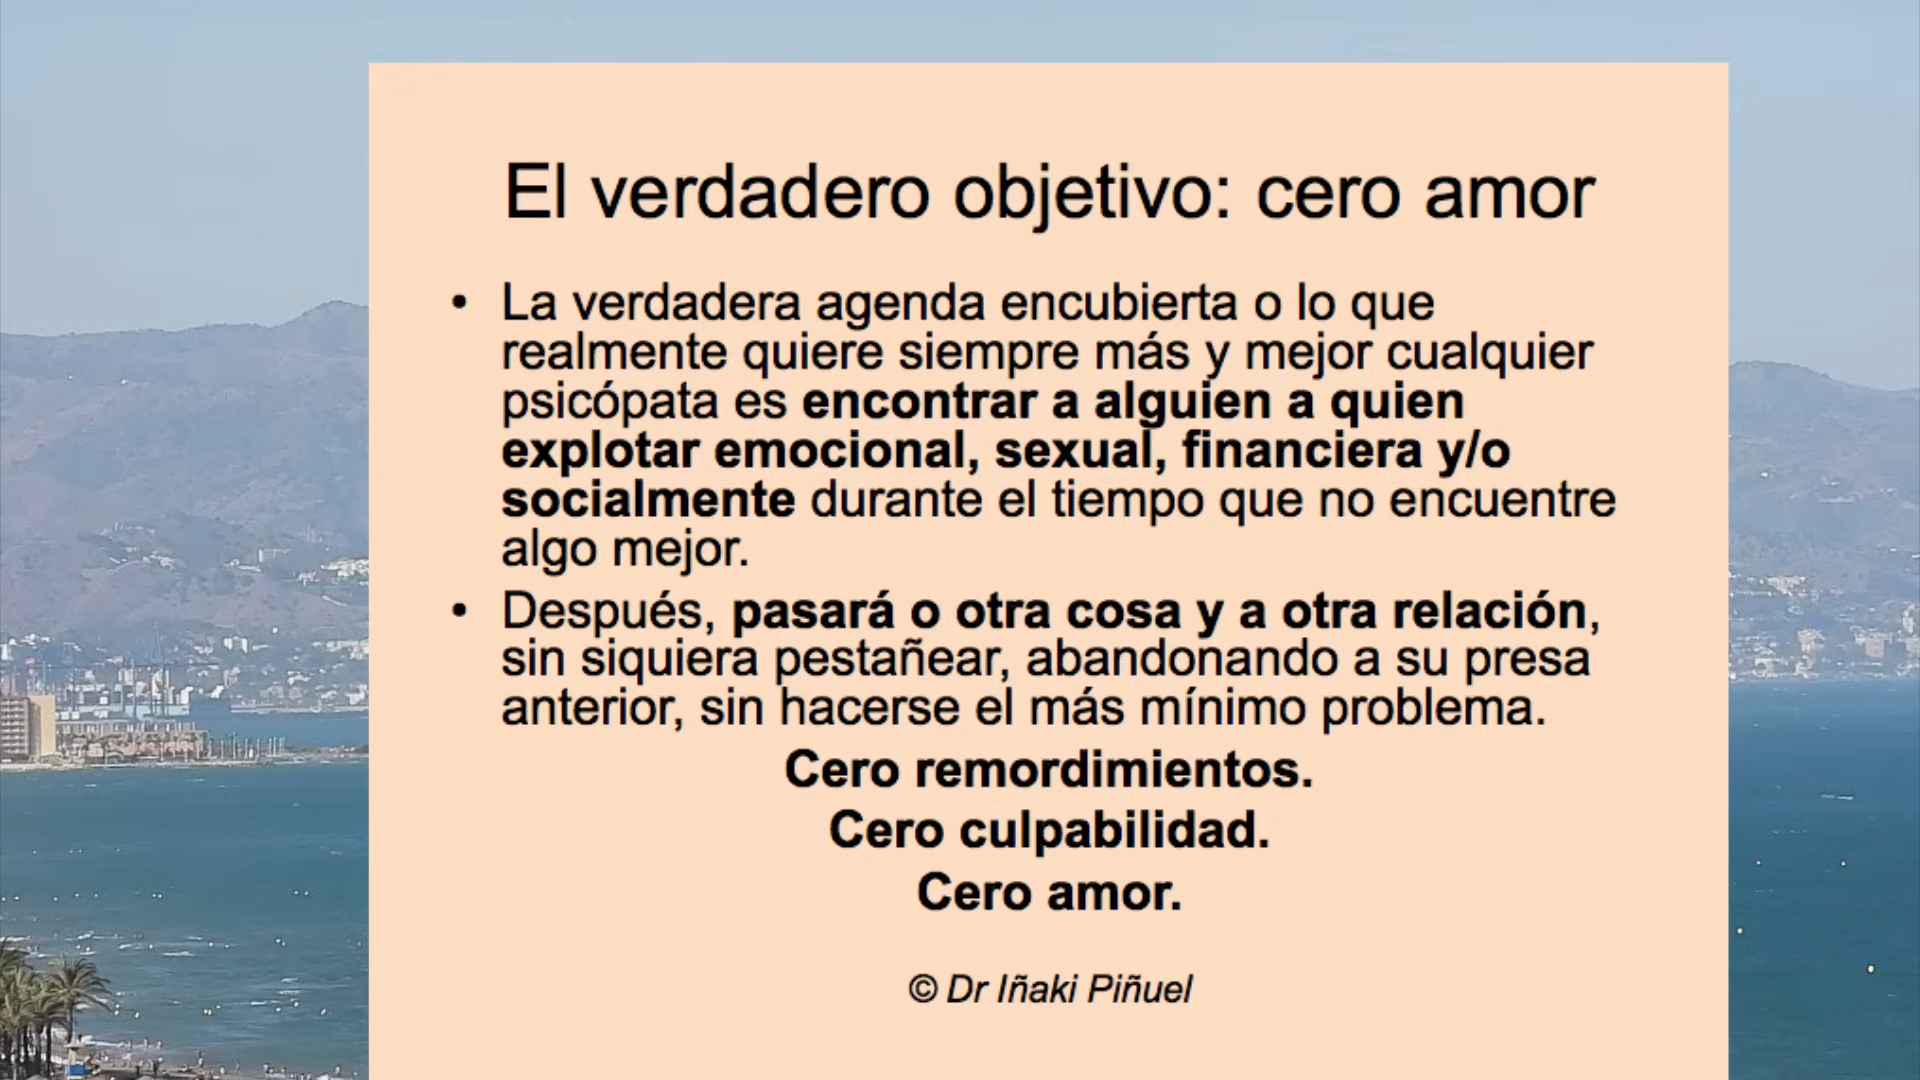 El verdadero objetivo: cero amor
• La verdadera agenda encubierta o lo que
realmente quiere siempre más y mejor cualquier
psicópata es encontrar a alguien a quien
explotar emocional, sexual, financiera y/o
socialmente durante el tiempo que no encuentre
algo mejor.
• Después, pasará o otra cosa y a otra relación,
sin siquiera pestañear, abandonando a su presa
anterior, sin hacerse el más mínimo problema.
Cero remordimientos.
Cero culpabilidad.
Cero amor.
© Dr Iñaki Piñuel